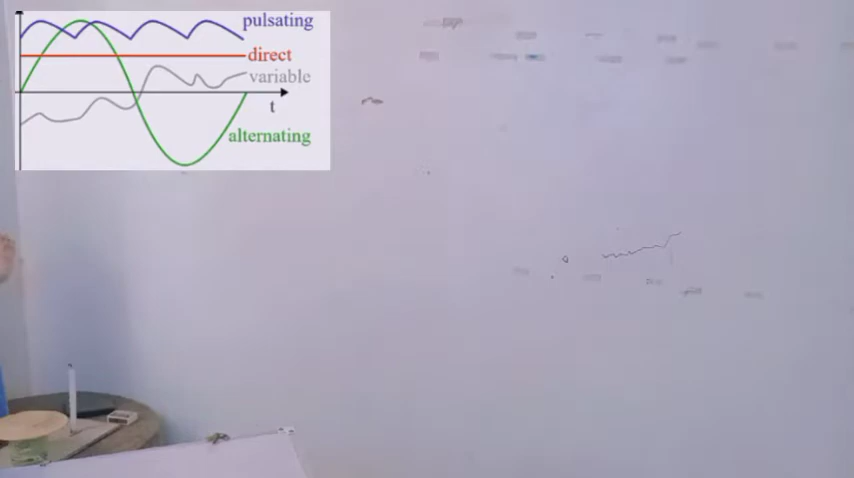 pulsating
direct
variable
t
alternating